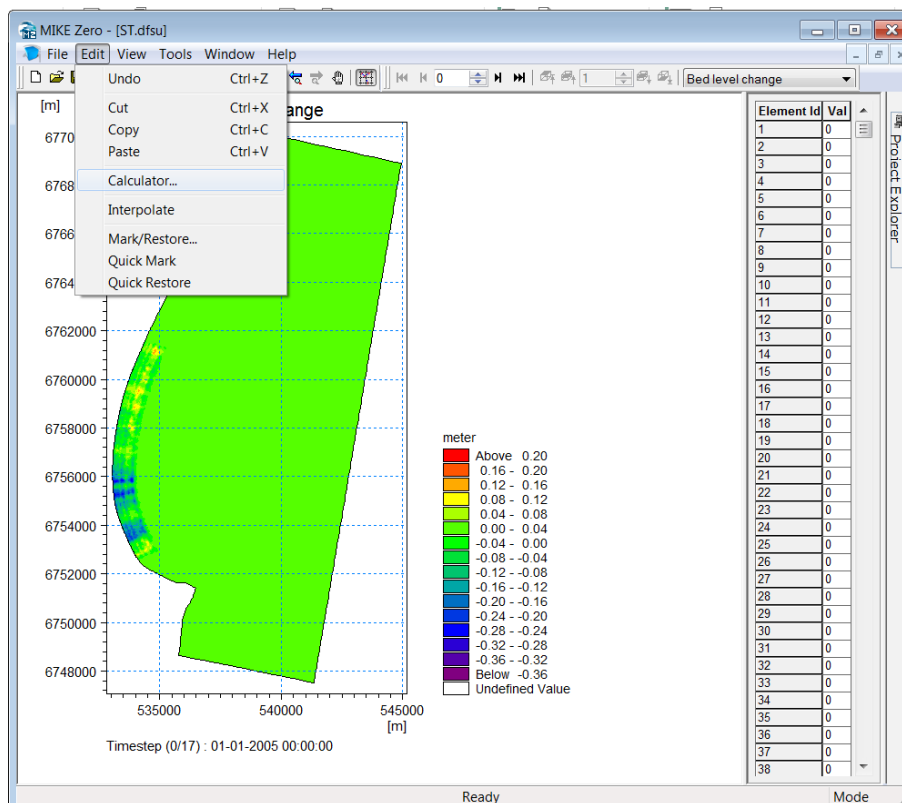 MIKE Zero - [ST.dfsu]
File Edit View Tools Window Help
0 1 Bed level change
Undo Ctrl+Z
Cut Ctrl+X
Copy Ctrl+C
Paste Ctrl+V
Calculator...
Interpolate
Mark/Restore...
Quick Mark
Quick Restore
[m]
ange
6770
6768
6766
6764
6762000
6760000
6758000
6756000
6754000
6752000
6750000
6748000
535000 540000 545000
[m]
Timestep (0/17) : 01-01-2005 00:00:00
meter
Above 0.20
0.16 - 0.20
0.12 - 0.16
0.08 - 0.12
0.04 - 0.08
0.00 - 0.04
-0.04 - 0.00
-0.08 - -0.04
-0.12 - -0.08
-0.16 - -0.12
-0.20 - -0.16
-0.24 - -0.20
-0.28 - -0.24
-0.32 - -0.28
-0.36 - -0.32
Below -0.36
Undefined Value
Element Id Val
1 0
2 0
3 0
4 0
5 0
6 0
7 0
8 0
9 0
10 0
11 0
12 0
13 0
14 0
15 0
16 0
17 0
18 0
19 0
20 0
21 0
22 0
23 0
24 0
25 0
26 0
27 0
28 0
29 0
30 0
31 0
32 0
33 0
34 0
35 0
36 0
37 0
38 0
Project Explorer
Ready Mode